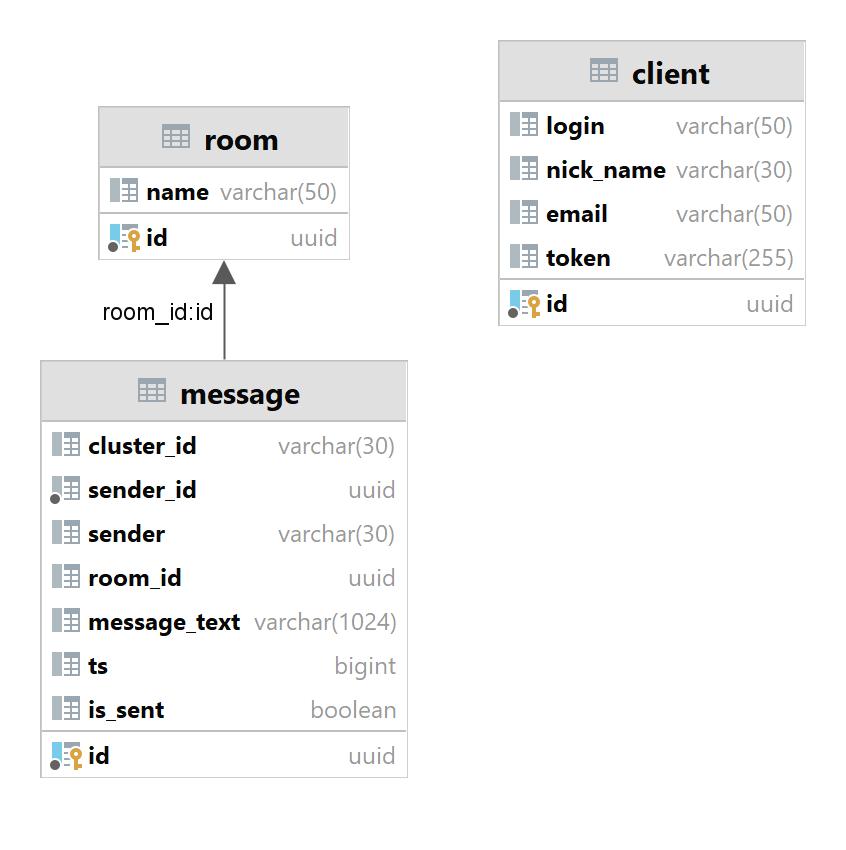 room
name varchar(50)
id uuid
room_id:id
message
cluster_id varchar(30)
sender_id uuid
sender varchar(30)
room_id uuid
message_text varchar(1024)
ts bigint
is_sent boolean
id uuid
client
login varchar(50)
nick_name varchar(30)
email varchar(50)
token varchar(255)
id uuid